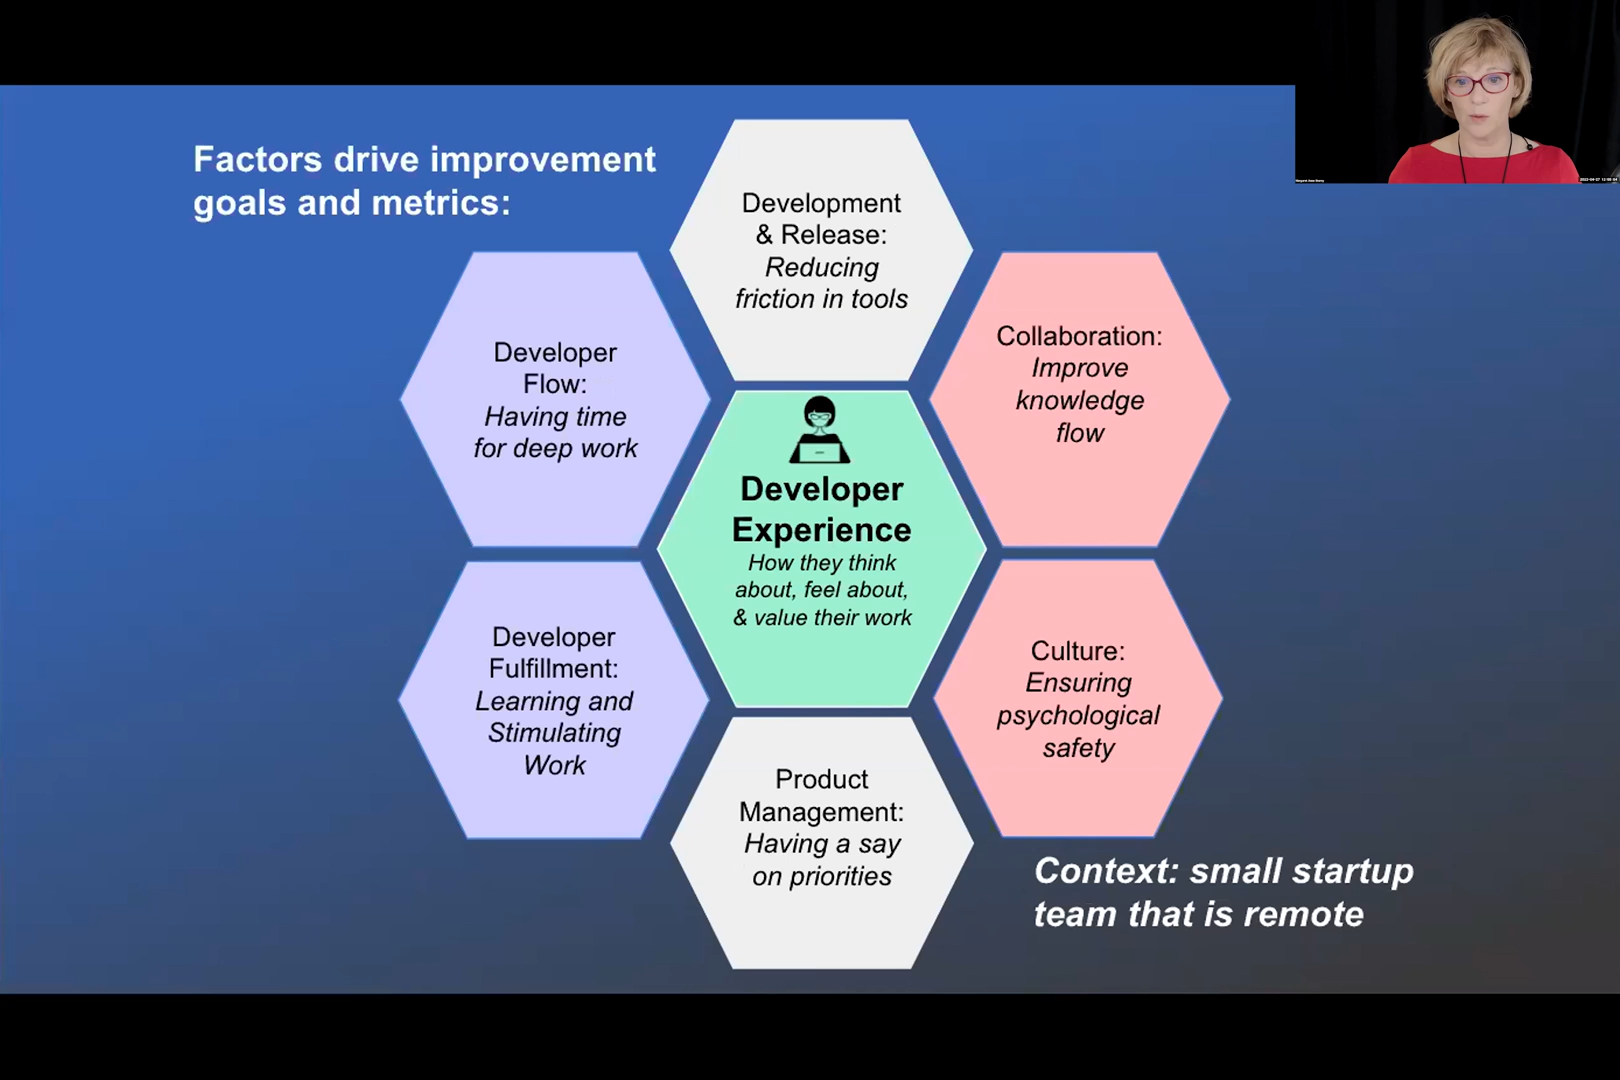 Factors drive improvement
goals and metrics:
Development
& Release:
Reducing
friction in tools
Developer
Flow:
Having time
for deep work
Collaboration:
Improve
knowledge
flow
Developer
Experience
How they think
about, feel about,
& value their work
Developer
Fulfillment:
Learning and
Stimulating
Work
Culture:
Ensuring
psychological
safety
Product
Management:
Having a say
on priorities
Context: small startup
team that is remote